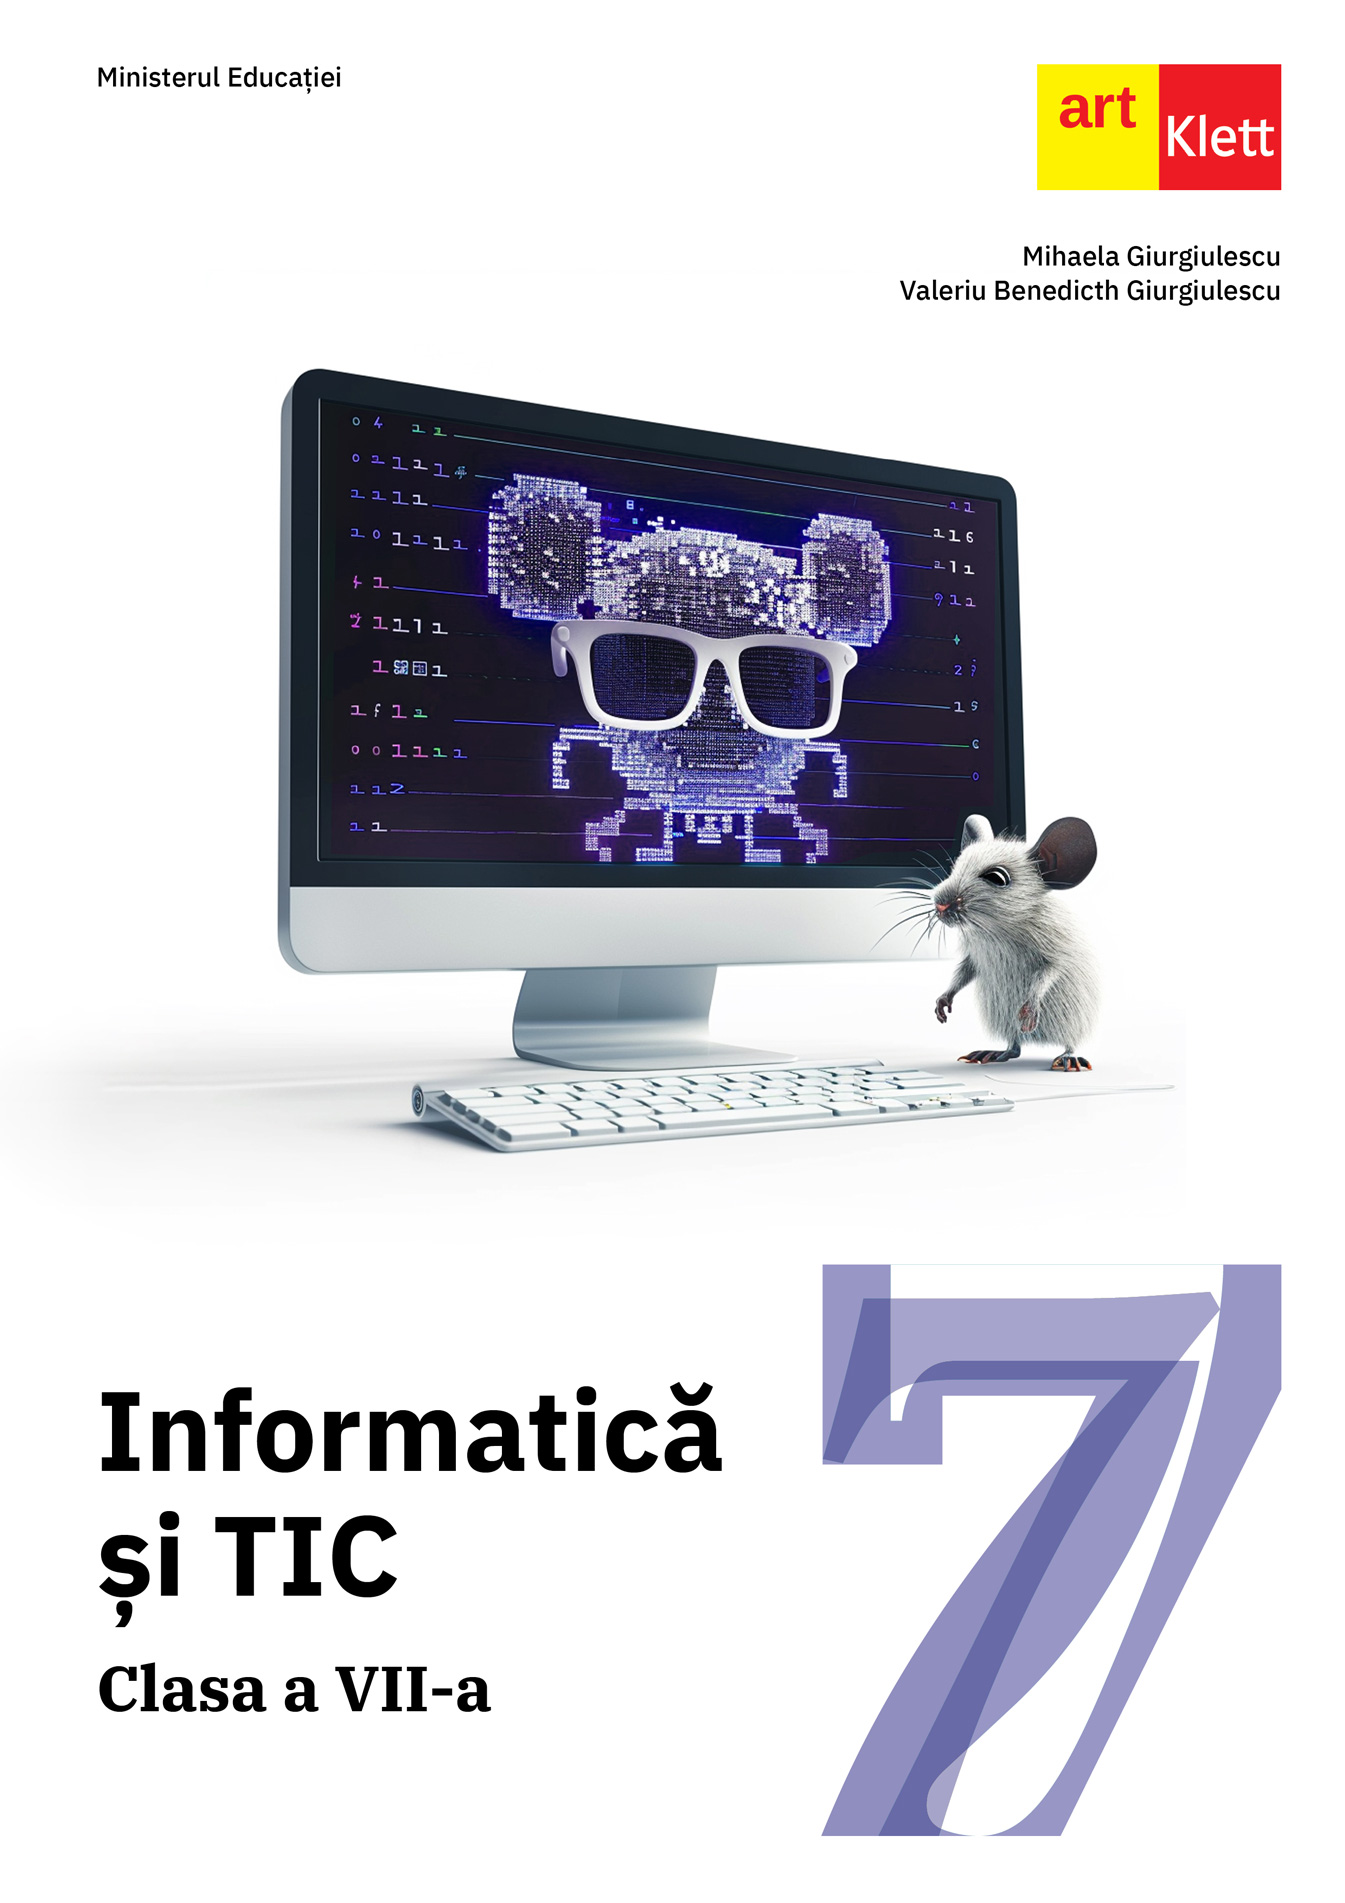 Ministerul Educației
art
Klett
Mihaela Giurgiulescu
Valeriu Benedicth Giurgiulescu
7
Informatică
și TIC
Clasa a VII-a